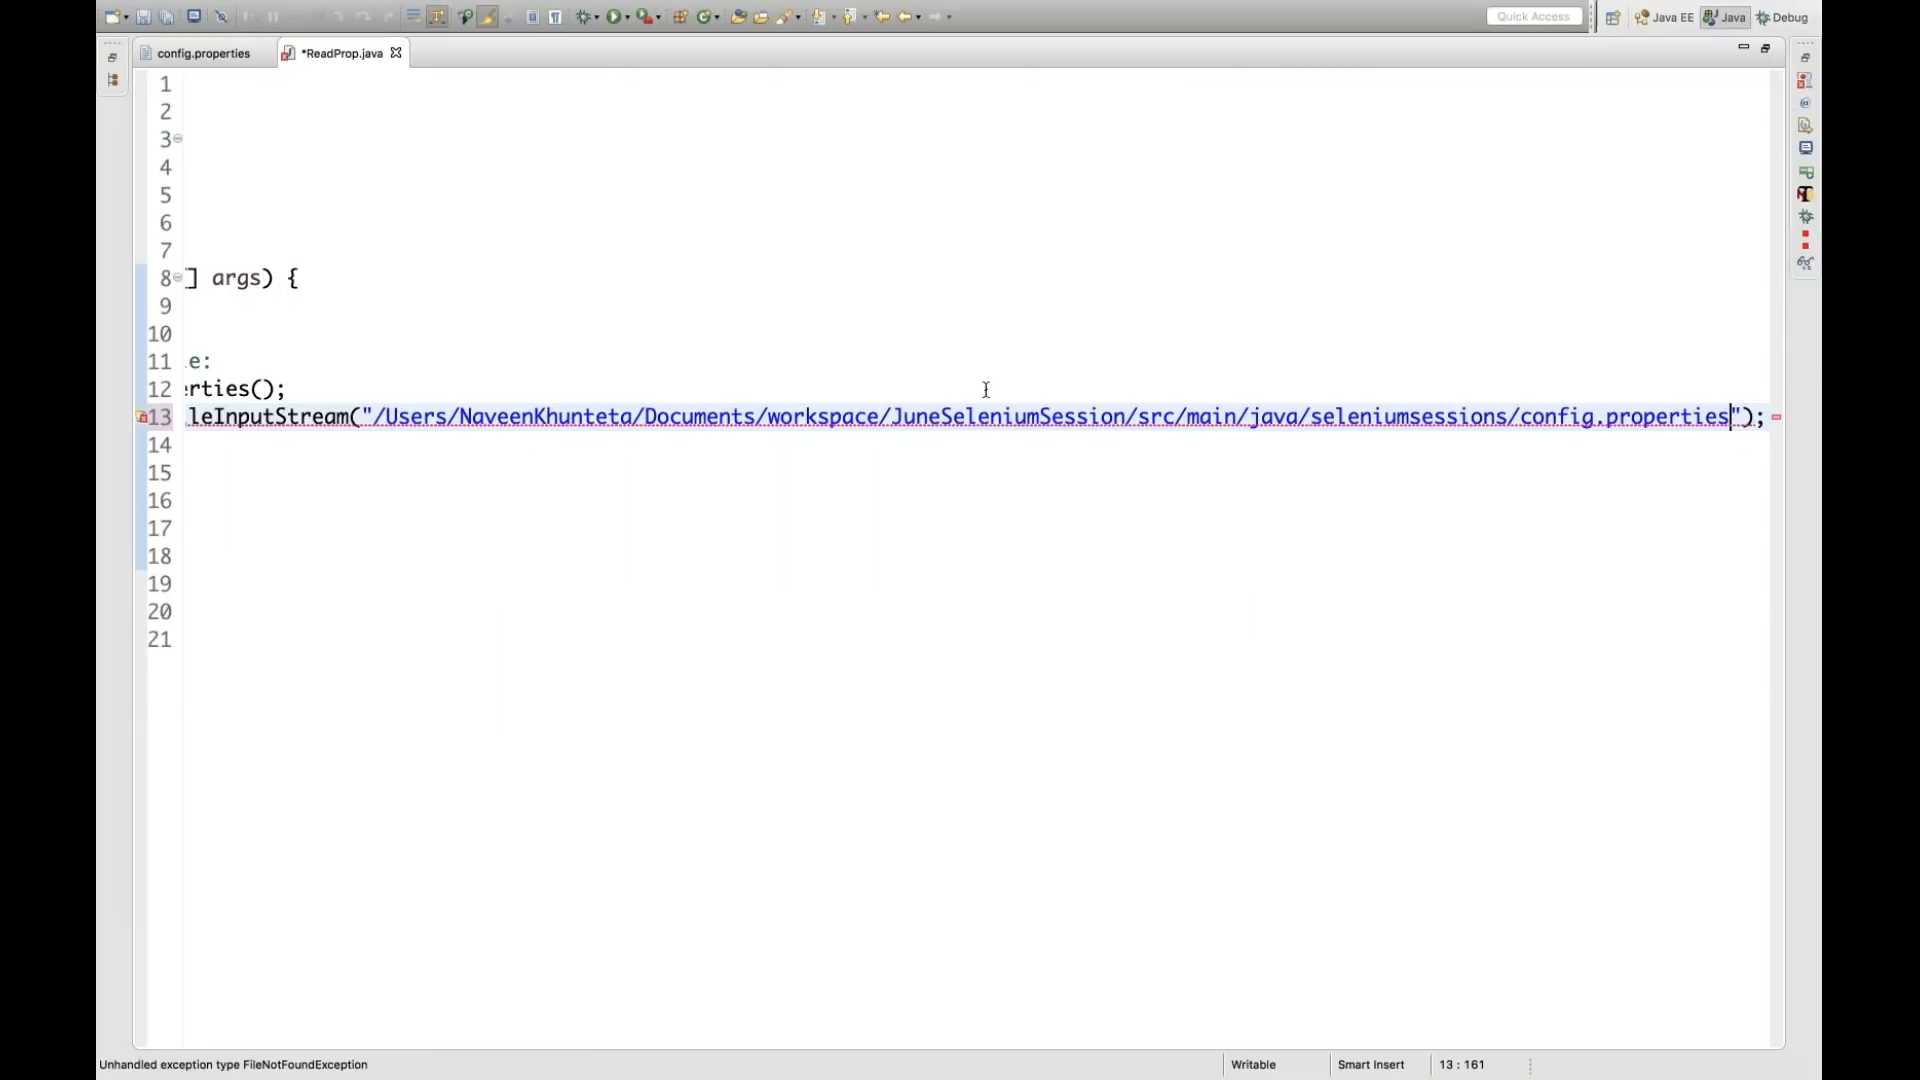 Quick Access
Java EE
Java
Debug
config.properties
*ReadProp.java
1
2
3
4
5
6
7
8 ] args) {
9
10
11 e:
12 erties();
13 leInputStream("/Users/NaveenKhunteta/Documents/workspace/JuneSeleniumSession/src/main/java/seleniumsessions/config.properties");
14
15
16
17
18
19
20
21
Unhandled exception type FileNotFoundException
Writable
Smart Insert
13 : 161